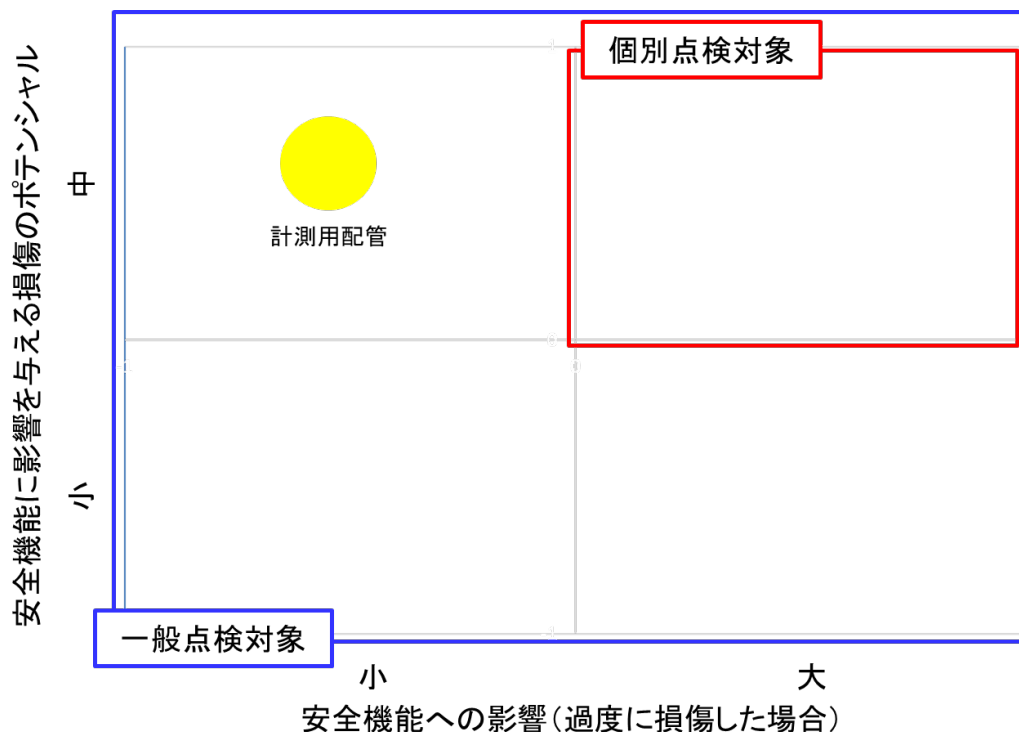 個別点検対象
安全機能に影響を与える損傷のポテンシャル
中
計測用配管
小
一般点検対象
小
大
安全機能への影響（過度に損傷した場合）